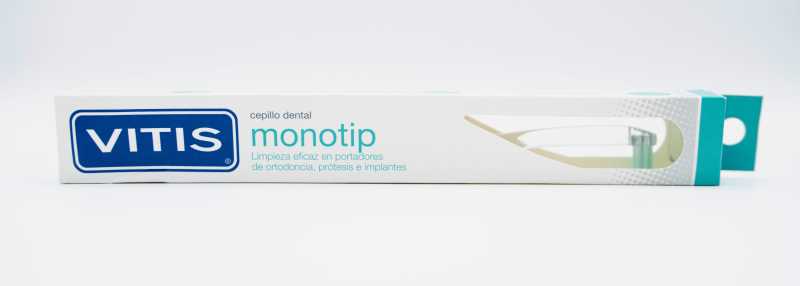 VITIS
®
cepillo dental
monotip
Limpieza eficaz en portadores
de ortodoncia, prótesis e implantes